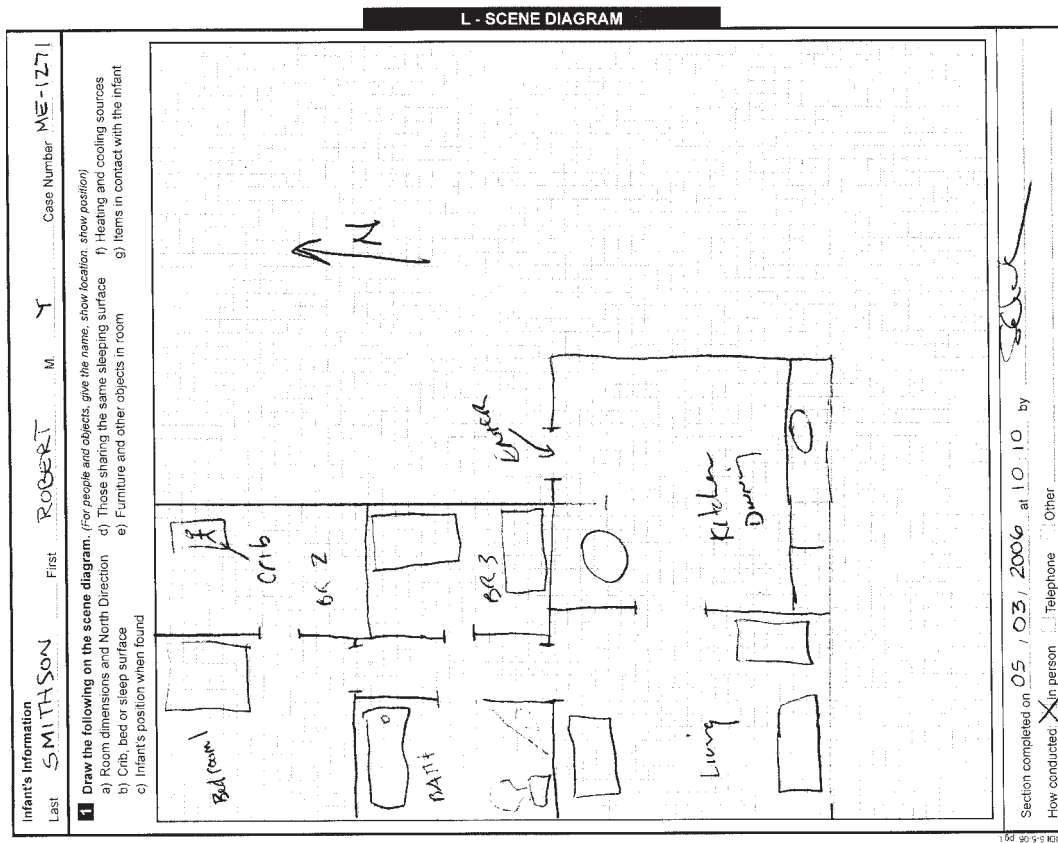 L - SCENE DIAGRAM
Infant's Information
Last SMITHSON First ROBERT M. Y Case Number ME-1271
1 Draw the following on the scene diagram. (For people and objects, give the name, show location, show position)
a) Room dimensions and North Direction
b) Crib, bed or sleep surface
c) Infant's position when found
d) Those sharing the same sleeping surface
e) Furniture and other objects in room
f) Heating and cooling sources
g) Items in contact with the infant
N
Bedroom 1
Crib
BR 2
BATH
BR 3
ENTER
Living
Kitchen
Section completed on 05 / 03 / 2006 at 10 10 by
How conducted: X In person Telephone Other